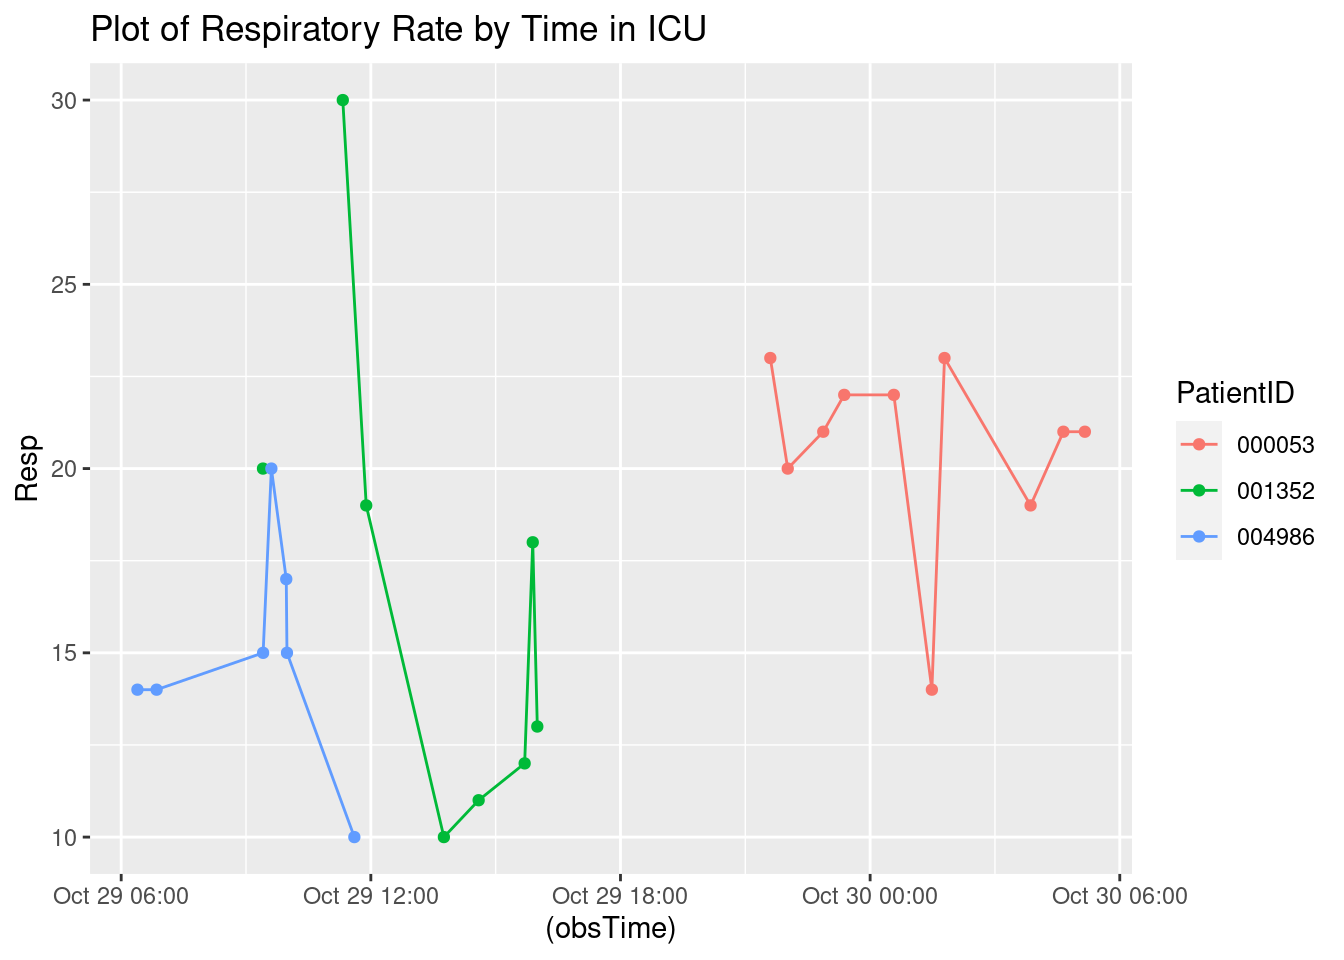 Plot of Respiratory Rate by Time in ICU
Resp
30
25
20
15
10
Oct 29 06:00 Oct 29 12:00 Oct 29 18:00 Oct 30 00:00 Oct 30 06:00
(obsTime)
PatientID
000053
001352
004986